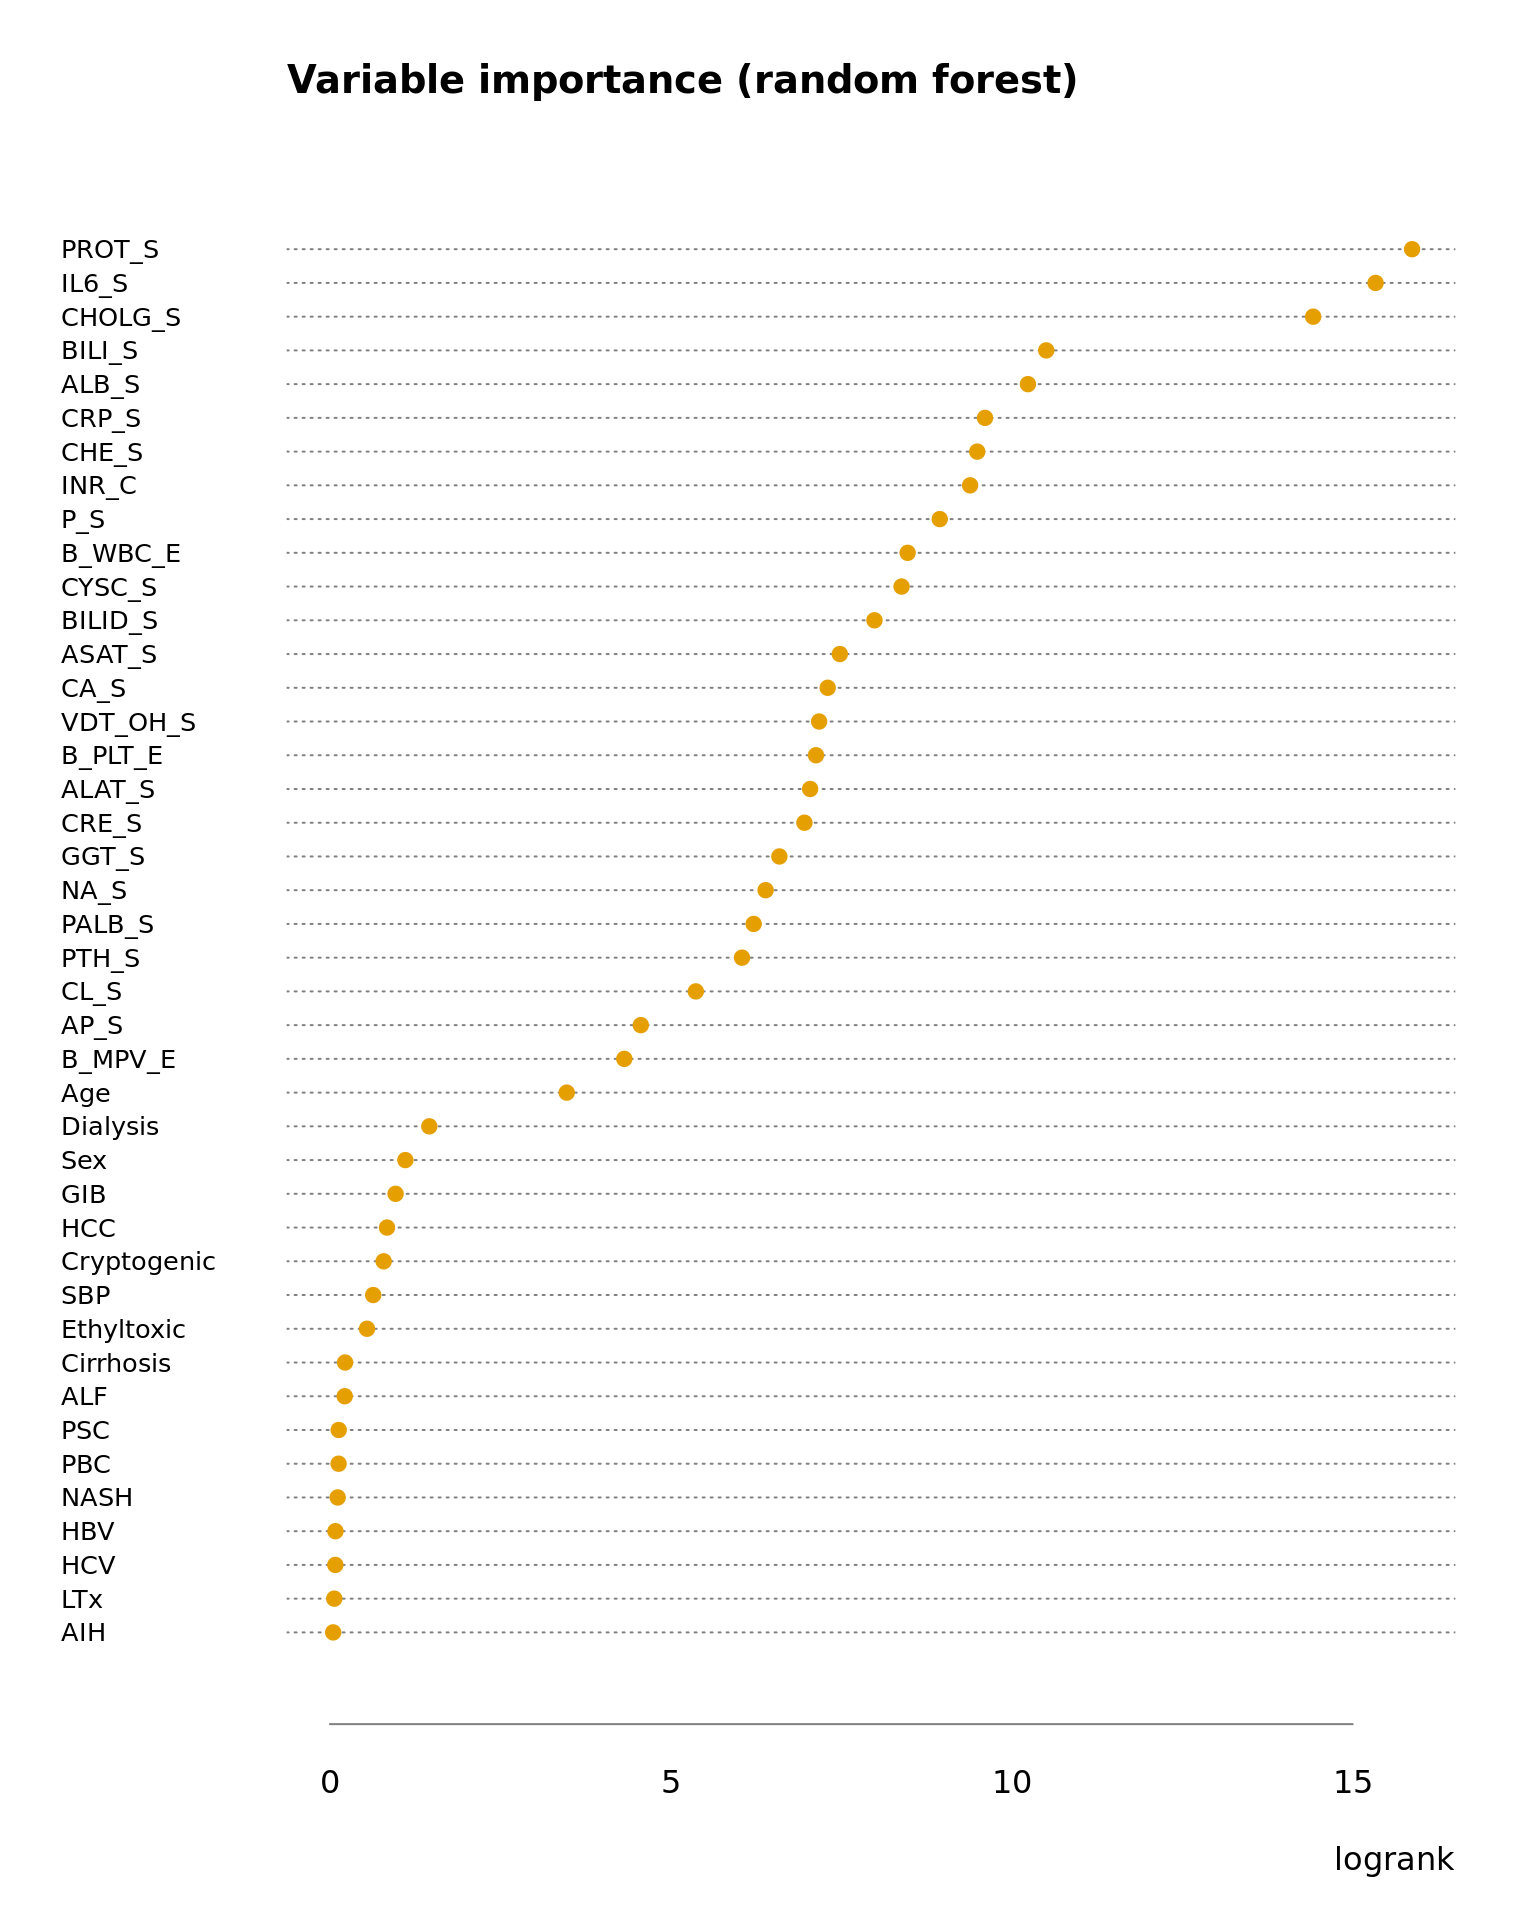 Variable importance (random forest)
PROT_S
IL6_S
CHOLG_S
BILI_S
ALB_S
CRP_S
CHE_S
INR_C
P_S
B_WBC_E
CYSC_S
BILID_S
ASAT_S
CA_S
VDT_OH_S
B_PLT_E
ALAT_S
CRE_S
GGT_S
NA_S
PALB_S
PTH_S
CL_S
AP_S
B_MPV_E
Age
Dialysis
Sex
GIB
HCC
Cryptogenic
SBP
Ethyltoxic
Cirrhosis
ALF
PSC
PBC
NASH
HBV
HCV
LTx
AIH
0 5 10 15
logrank